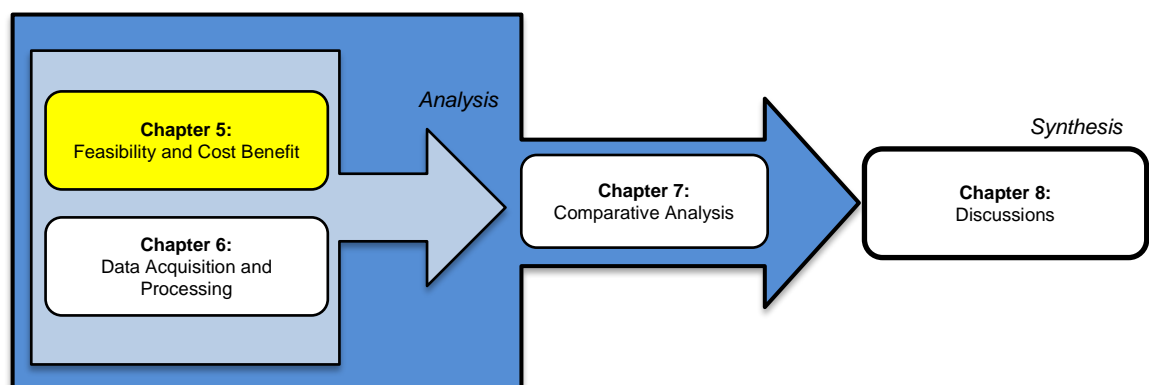 Analysis
Synthesis
Chapter 5:
Feasibility and Cost Benefit
Chapter 6:
Data Acquisition and
Processing
Chapter 7:
Comparative Analysis
Chapter 8:
Discussions